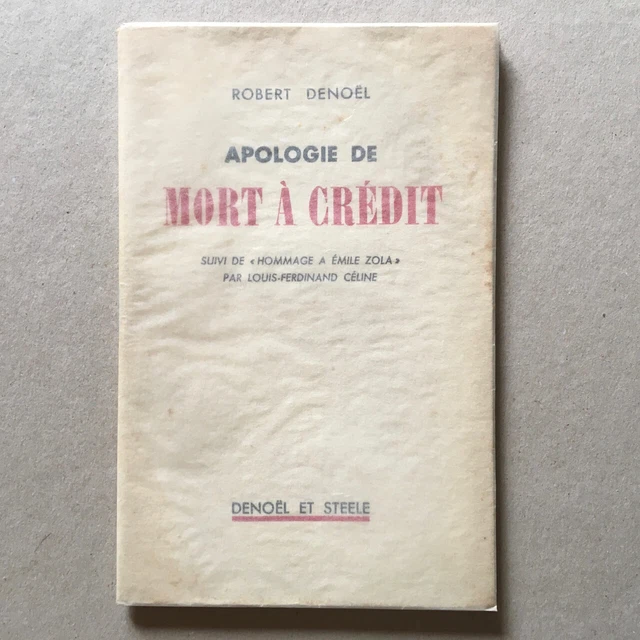 ROBERT DENOËL
APOLOGIE DE
MORT À CRÉDIT
SUIVI DE « HOMMAGE A ÉMILE ZOLA »
PAR LOUIS-FERDINAND CÉLINE
DENOËL ET STEELE